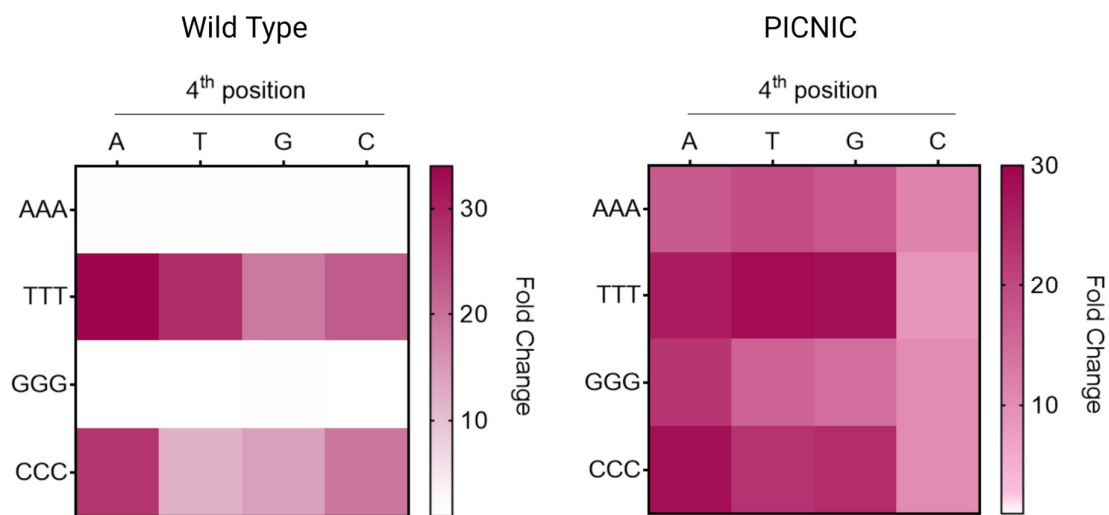 Wild Type
4th position
A T G C
AAA
TTT
GGG
CCC
30
20
10
Fold Change
PICNIC
4th position
A T G C
AAA
TTT
GGG
CCC
30
20
10
Fold Change